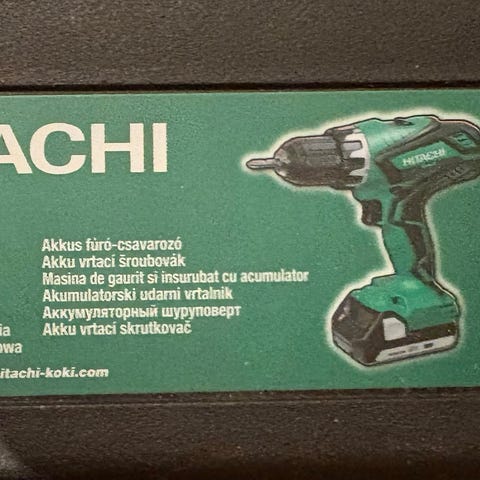 ACHI
HITACHI
Akkus fúró-csavarozó
Akku vrtací šroubovák
Masina de gaurit si insurubat cu acumulator
Akumulatorski udarni vrtalnik
Аккумуляторный шуруповерт
ia Akku vrtací skrutkovač
owa
itachi-koki.com